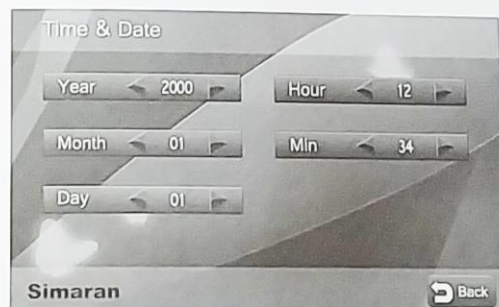 Time & Date
Year 2000 Hour 12
Month 01 Min 34
Day 01
Simaran Back